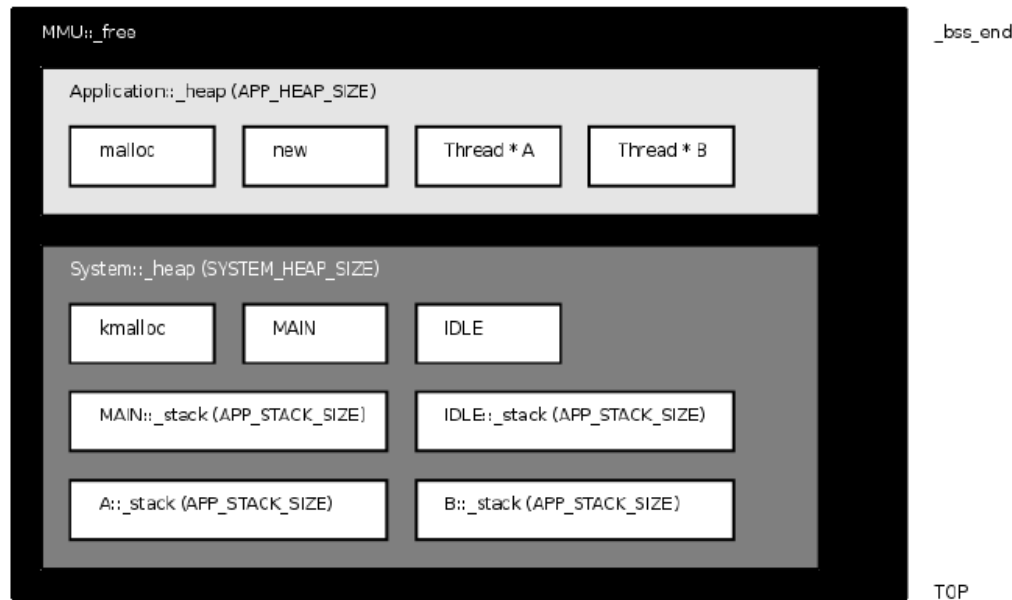 MMU::_free
_bss_end
Application::_heap (APP_HEAP_SIZE)
malloc
new
Thread * A
Thread * B
System::_heap (SYSTEM_HEAP_SIZE)
kmalloc
MAIN
IDLE
MAIN::_stack (APP_STACK_SIZE)
IDLE::_stack (APP_STACK_SIZE)
A::_stack (APP_STACK_SIZE)
B::_stack (APP_STACK_SIZE)
TOP